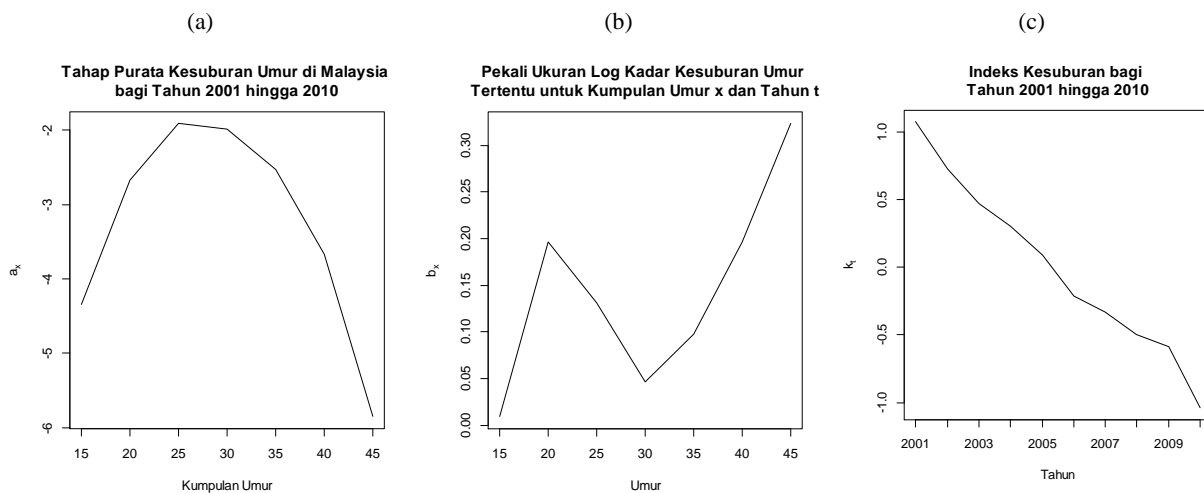 (a)
Tahap Purata Kesuburan Umur di Malaysia
bagi Tahun 2001 hingga 2010
-2
-3
-4
-5
-6
a_x
15 20 25 30 35 40 45
Kumpulan Umur
(b)
Pekali Ukuran Log Kadar Kesuburan Umur
Tertentu untuk Kumpulan Umur x dan Tahun t
0.30
0.25
0.20
0.15
0.10
0.05
0.00
b_x
15 20 25 30 35 40 45
Umur
(c)
Indeks Kesuburan bagi
Tahun 2001 hingga 2010
1.0
0.5
0.0
-0.5
-1.0
k_t
2001 2003 2005 2007 2009
Tahun